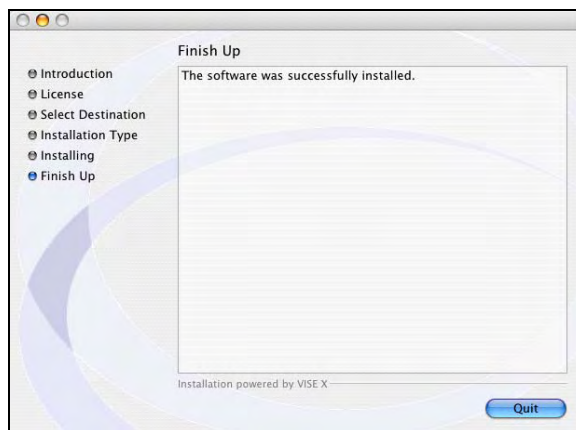 Finish Up
Introduction
License
Select Destination
Installation Type
Installing
Finish Up
The software was successfully installed.
Installation powered by VISE X
Quit